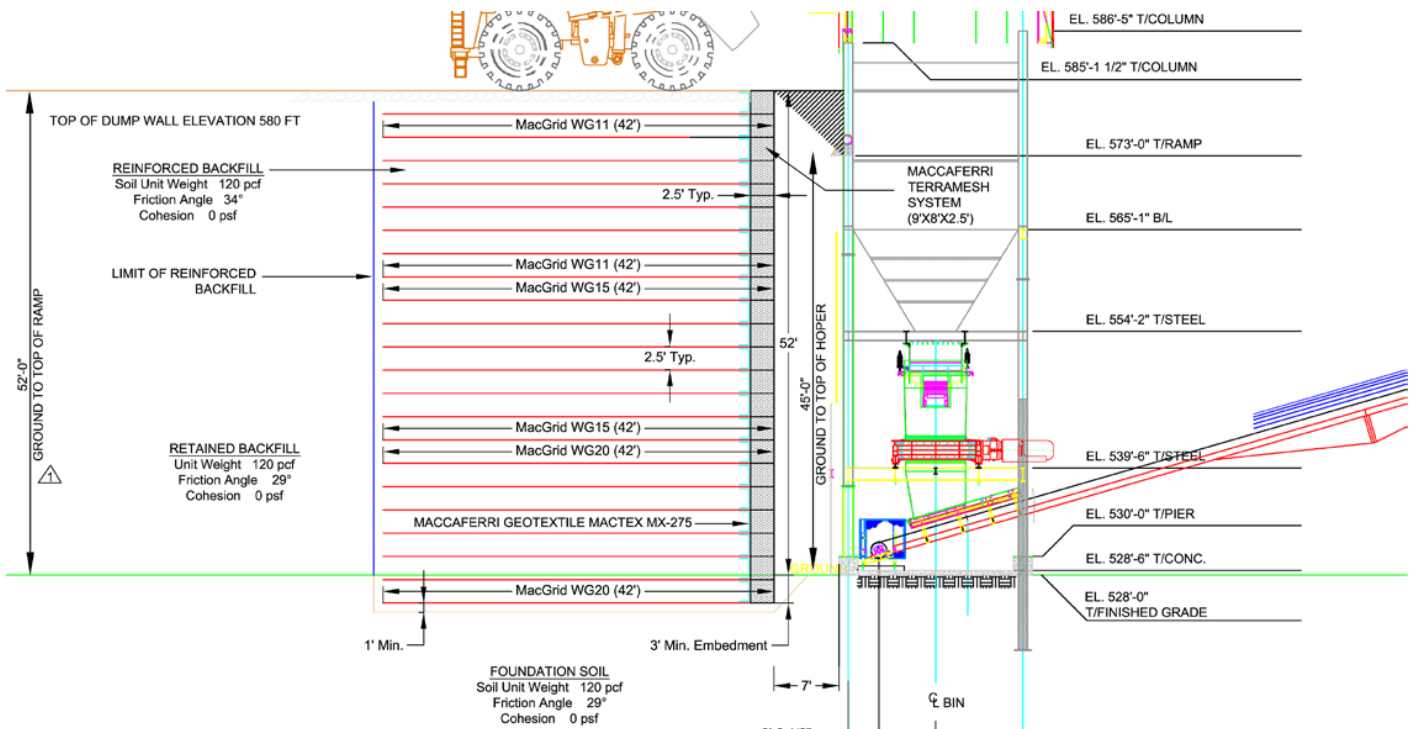 EL. 586'-5" T/COLUMN
EL. 585'-1 1/2" T/COLUMN
TOP OF DUMP WALL ELEVATION 580 FT
MacGrid WG11 (42')
EL. 573'-0" T/RAMP
REINFORCED BACKFILL
Soil Unit Weight 120 pcf
Friction Angle 34°
Cohesion 0 psf
2.5' Typ.
MACCAFERRI
TERRAMESH
SYSTEM
(9'X8'X2.5')
EL. 565'-1" B/L
LIMIT OF REINFORCED
BACKFILL
MacGrid WG11 (42')
MacGrid WG15 (42')
EL. 554'-2" T/STEEL
52'-0"
GROUND TO TOP OF RAMP
1
2.5' Typ.
52'
45'-0"
GROUND TO TOP OF HOPER
MacGrid WG15 (42')
MacGrid WG20 (42')
RETAINED BACKFILL
Unit Weight 120 pcf
Friction Angle 29°
Cohesion 0 psf
EL. 539'-6" T/STEEL
MACCAFERRI GEOTEXTILE MACTEX MX-275
EL. 530'-0" T/PIER
EL. 528'-6" T/CONC.
GROUND
MacGrid WG20 (42')
EL. 528'-0"
T/FINISHED GRADE
1' Min.
3' Min. Embedment
FOUNDATION SOIL
Soil Unit Weight 120 pcf
Friction Angle 29°
Cohesion 0 psf
7'
CL BIN